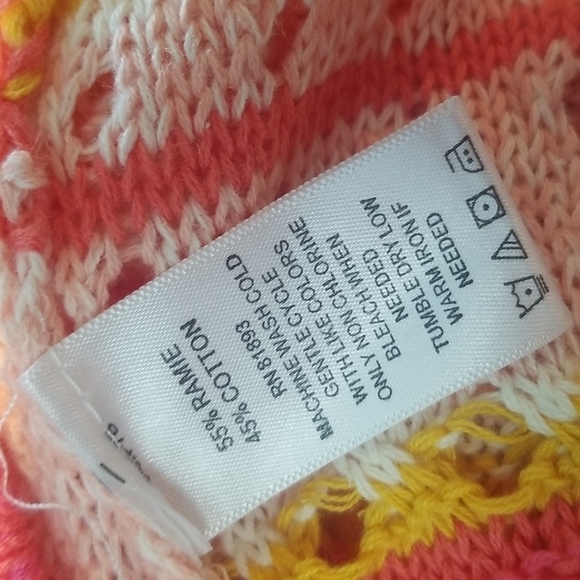 55% RAMIE
45% COTTON
RN 81893
MACHINE WASH COLD
GENTLE CYCLE
WITH LIKE COLORS
ONLY NON CHLORINE
BLEACH WHEN
NEEDED
TUMBLE DRY LOW
WARM IRON IF
NEEDED